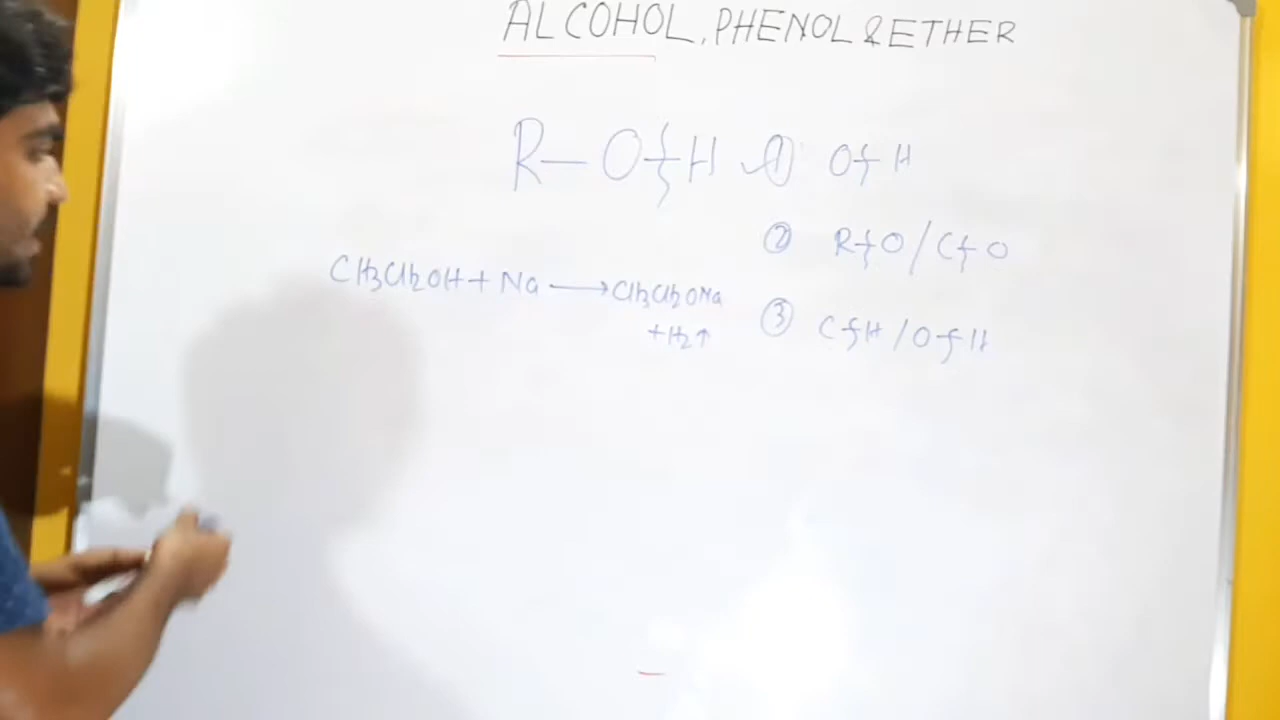 ALCOHOL, PHENOL & ETHER
R—O–H ① O–H
② R–O / C–O
CH3CH2OH + Na ⟶ CH3CH2ONa
+H2↑
③ C–H / O–H